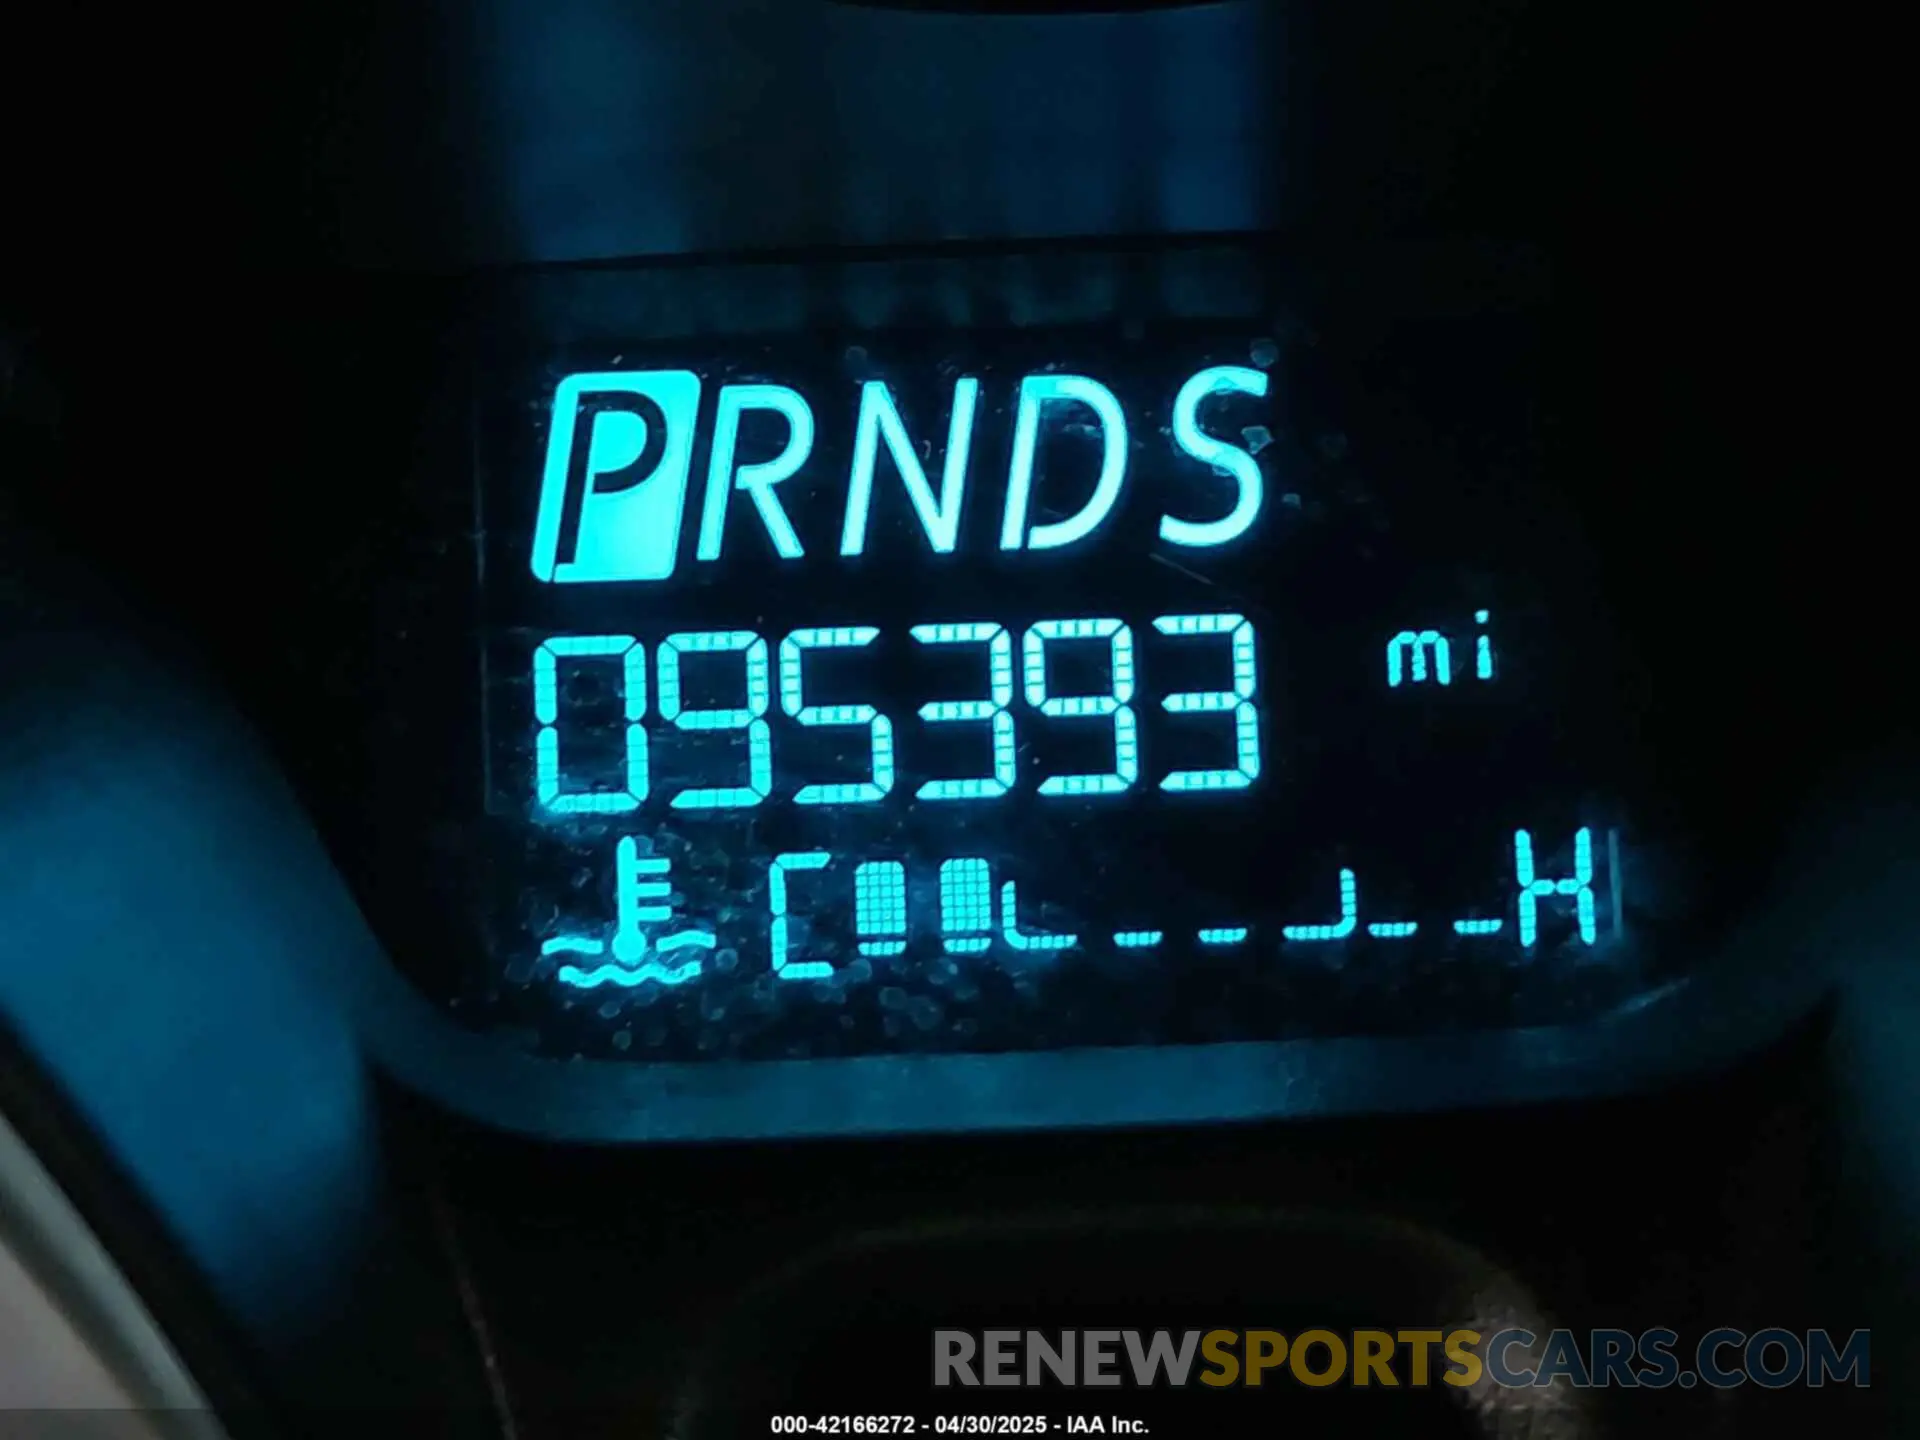 PRNDS
095393 mi
C H
RENEWSPORTSCARS.COM
000-42166272 - 04/30/2025 - IAA Inc.